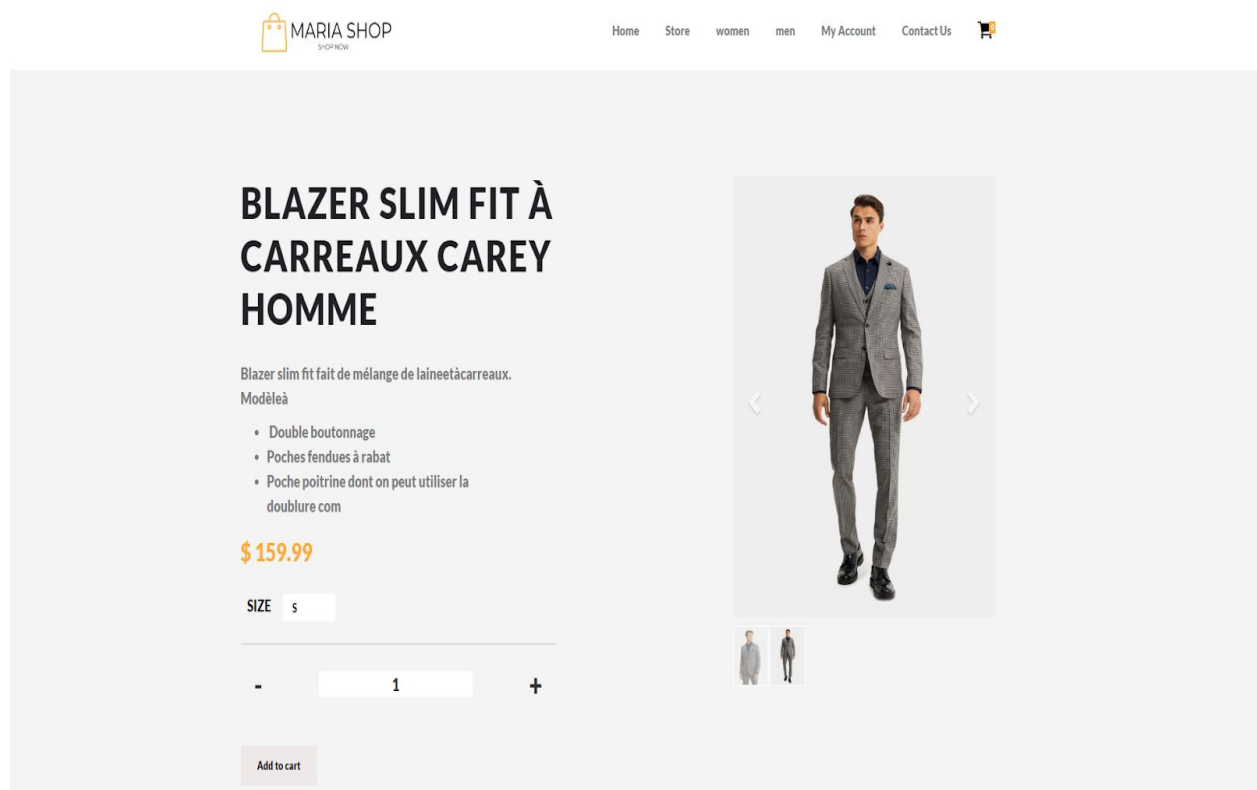 MARIA SHOP
SHOP NOW
Home Store women men My Account Contact Us
BLAZER SLIM FIT À
CARREAUX CAREY
HOMME
Blazer slim fit fait de mélange de laineetàcarreaux.
Modèleà
• Double boutonnage
• Poches fendues à rabat
• Poche poitrine dont on peut utiliser la
doublure com
$ 159.99
SIZE S
- 1 +
Add to cart